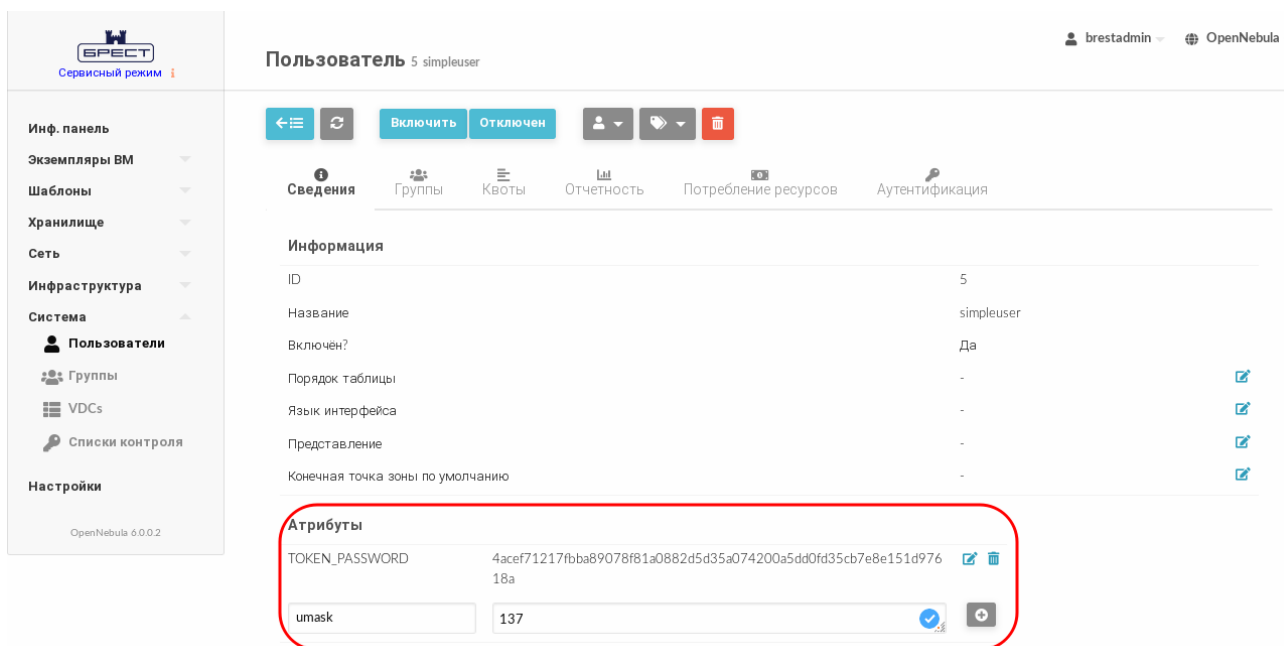 БРЕСТ
Сервисный режим i
brestadmin
OpenNebula
Пользователь 5 simpleuser
Включить
Отключен
Инф. панель
Экземпляры ВМ
Шаблоны
Хранилище
Сеть
Инфраструктура
Система
Пользователи
Группы
VDCs
Списки контроля
Настройки
OpenNebula 6.0.0.2
Сведения
Группы
Квоты
Отчетность
Потребление ресурсов
Аутентификация
Информация
ID 5
Название simpleuser
Включён? Да
Порядок таблицы -
Язык интерфейса -
Представление -
Конечная точка зоны по умолчанию -
Атрибуты
TOKEN_PASSWORD 4acef71217fbba89078f81a0882d5d35a074200a5dd0fd35cb7e8e151d976
18a
umask 137